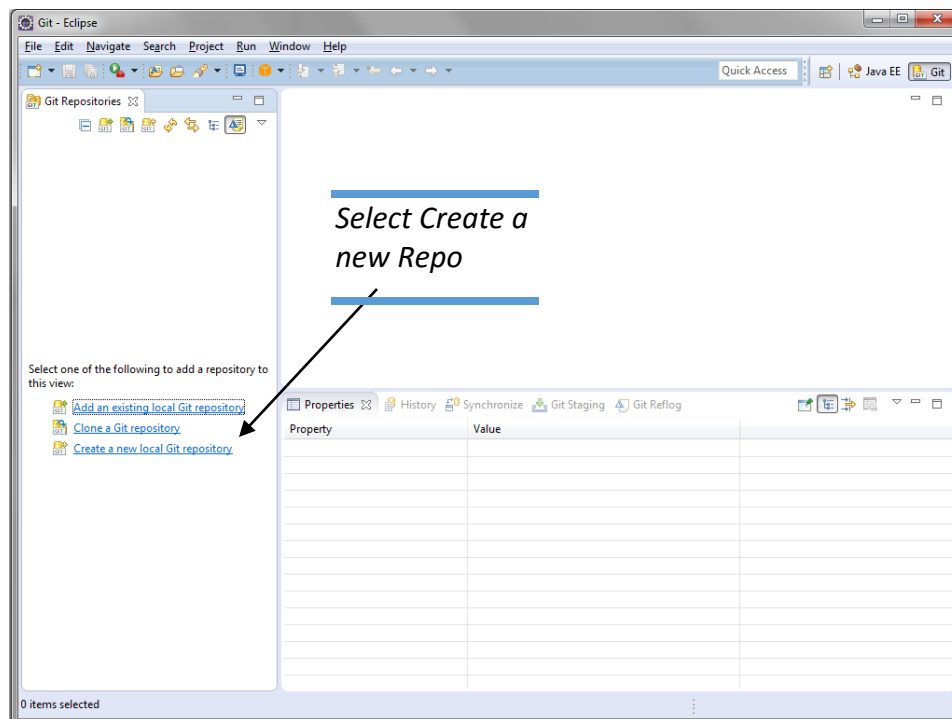 Git - Eclipse
File Edit Navigate Search Project Run Window Help
Quick Access Java EE Git
Git Repositories
Select Create a
new Repo
Select one of the following to add a repository to
this view:
Add an existing local Git repository
Clone a Git repository
Create a new local Git repository
Properties History Synchronize Git Staging Git Reflog
Property Value
0 items selected